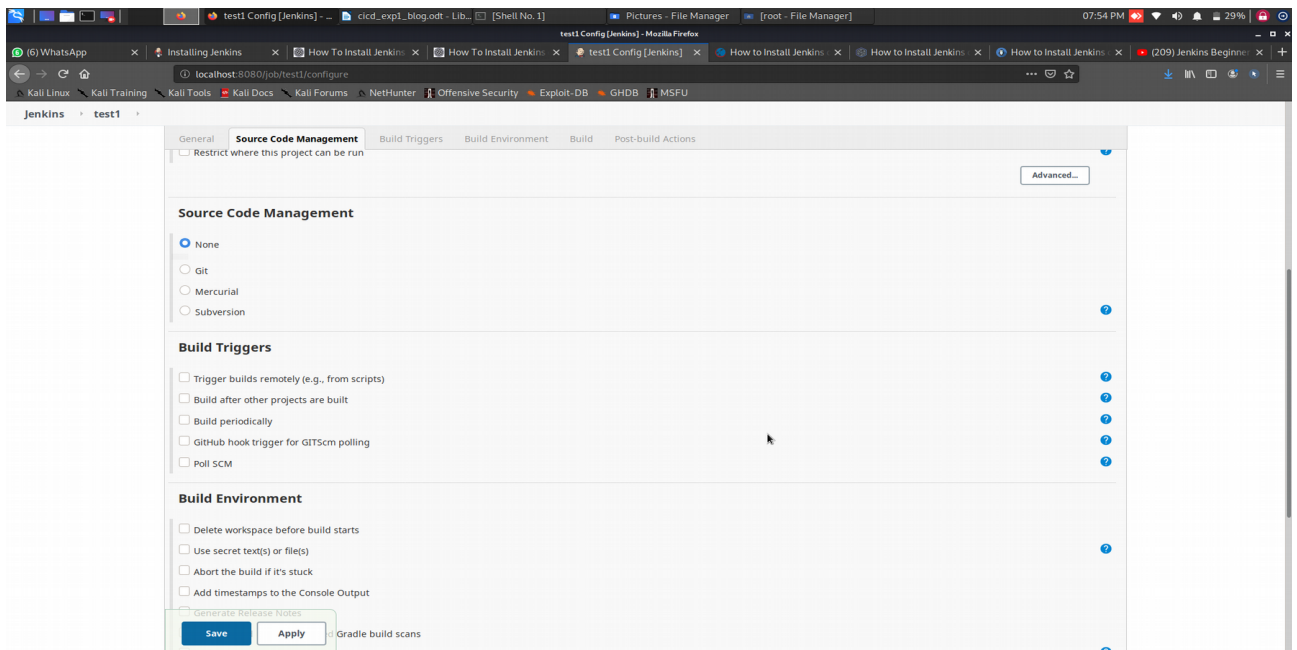 test1 Config [Jenkins] - ... cicd_exp1_blog.odt - Lib... [Shell No. 1] Pictures - File Manager [root - File Manager] 07:54 PM 29%
test1 Config [Jenkins] - Mozilla Firefox
(6) WhatsApp Installing Jenkins How To Install Jenkins How To Install Jenkins test1 Config [Jenkins] How to Install Jenkins How to Install Jenkins How to Install Jenkins (209) Jenkins Beginner
localhost:8080/job/test1/configure
Kali Linux Kali Training Kali Tools Kali Docs Kali Forums NetHunter Offensive Security Exploit-DB GHDB MSFU
Jenkins test1
General Source Code Management Build Triggers Build Environment Build Post-build Actions
Restrict where this project can be run
Advanced...
Source Code Management
None
Git
Mercurial
Subversion
Build Triggers
Trigger builds remotely (e.g., from scripts)
Build after other projects are built
Build periodically
GitHub hook trigger for GITScm polling
Poll SCM
Build Environment
Delete workspace before build starts
Use secret text(s) or file(s)
Abort the build if it's stuck
Add timestamps to the Console Output
Generate Release Notes
Save Apply d Gradle build scans